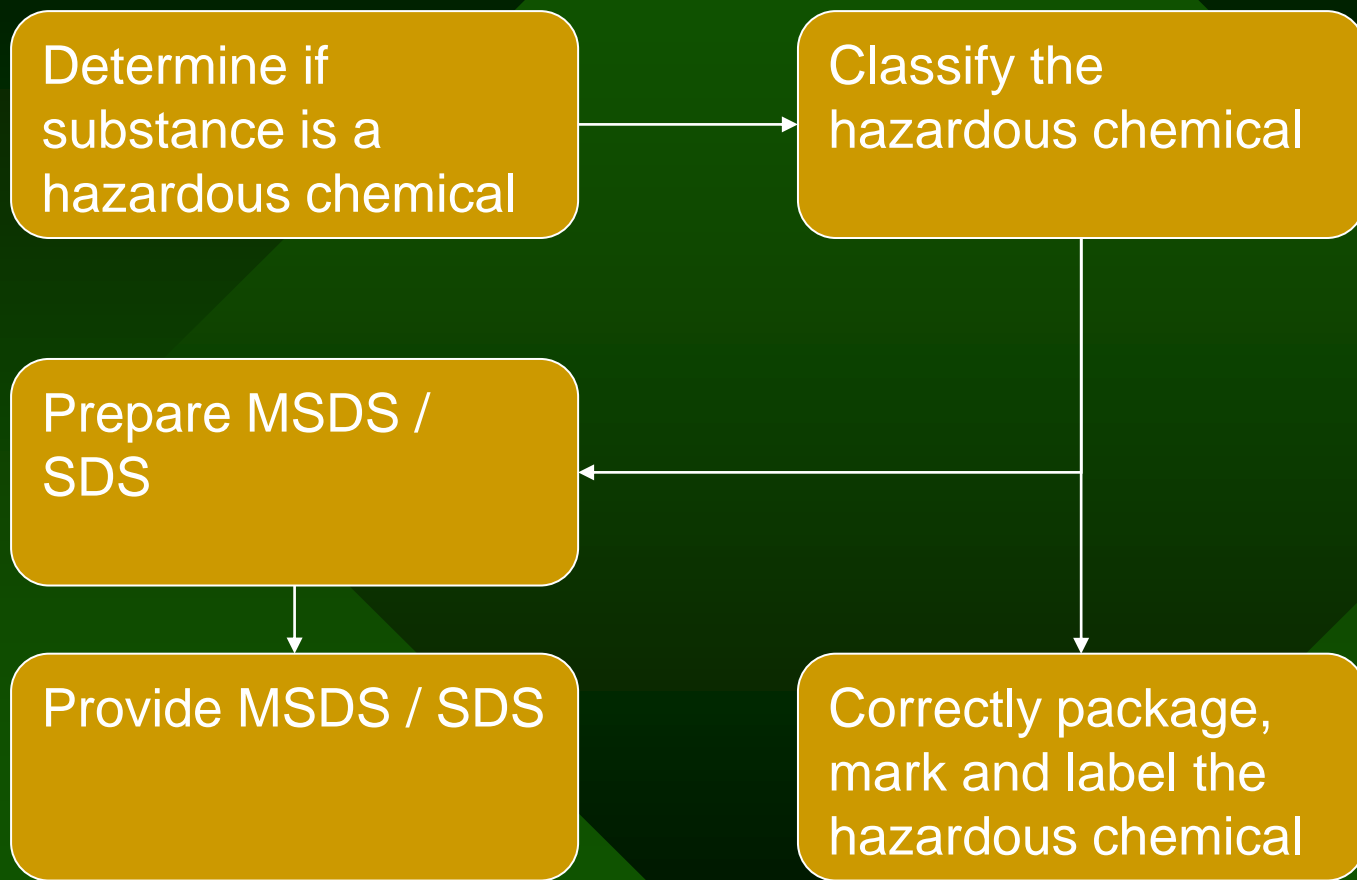 Determine if
substance is a
hazardous chemical
Classify the
hazardous chemical
Prepare MSDS /
SDS
Provide MSDS / SDS
Correctly package,
mark and label the
hazardous chemical